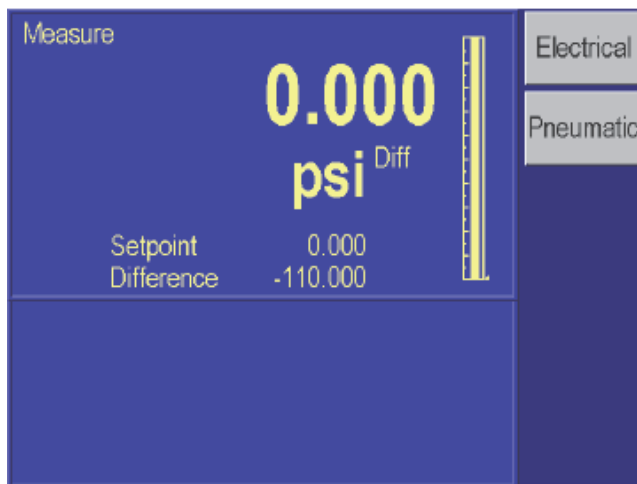 Measure
Electrical
0.000
Pneumatic
psi Diff
Setpoint 0.000
Difference -110.000